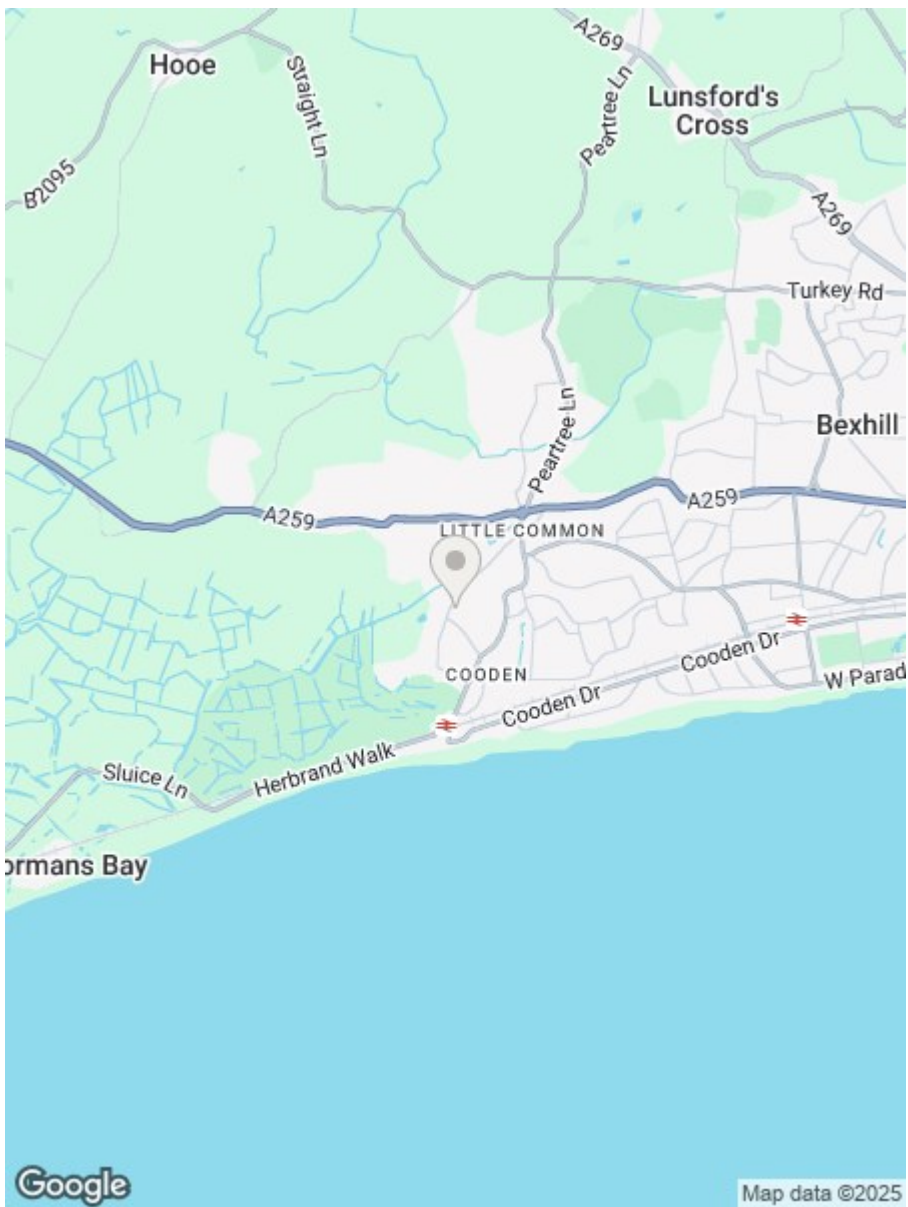 A269
Hooe
Straight Ln
Peartree Ln
Lunsford's
Cross
B2095
A269
Turkey Rd
Peartree Ln
Bexhill
A259
A259
LITTLE COMMON
COODEN
Cooden Dr
W Parad
Cooden Dr
Herbrand Walk
Sluice Ln
ormans Bay
Google
Map data ©2025